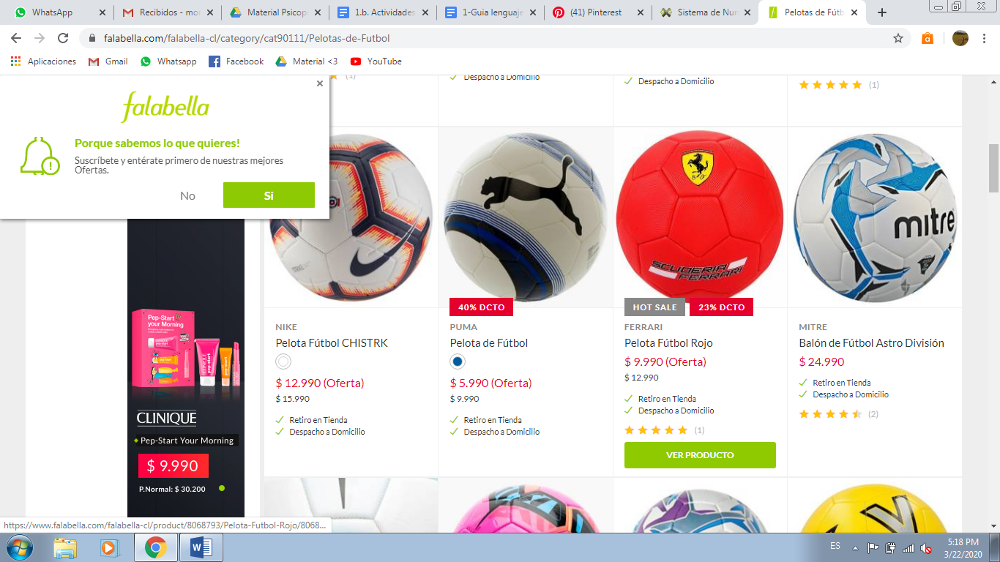 WhatsApp
Recibidos - mor
Material Psicope
1.b. Actividades
1-Guia lenguaje
(41) Pinterest
Sistema de Nur
Pelotas de Fútb
falabella.com/falabella-cl/category/cat90111/Pelotas-de-Futbol
Aplicaciones
Gmail
Whatsapp
Facebook
Material <3
YouTube
(1)
Despacho a Domicilio
Despacho a Domicilio
(1)
falabella
Porque sabemos lo que quieres!
Suscríbete y entérate primero de nuestras mejores
Ofertas.
No
Si
SCUDERIA
FERRARI
mitre
40% DCTO
HOT SALE
23% DCTO
NIKE
Pelota Fútbol CHISTRK
$ 12.990 (Oferta)
$ 15.990
Retiro en Tienda
Despacho a Domicilio
PUMA
Pelota de Fútbol
$ 5.990 (Oferta)
$ 9.990
Retiro en Tienda
Despacho a Domicilio
FERRARI
Pelota Fútbol Rojo
$ 9.990 (Oferta)
$ 12.990
Retiro en Tienda
Despacho a Domicilio
(1)
VER PRODUCTO
MITRE
Balón de Fútbol Astro División
$ 24.990
Retiro en Tienda
Despacho a Domicilio
(2)
Pep-Start
your Morning
CLINIQUE
Pep-Start Your Morning
$ 9.990
P.Normal: $ 30.200
https://www.falabella.com/falabella-cl/product/8068793/Pelota-Futbol-Rojo/8068...
ES
5:18 PM
3/22/2020